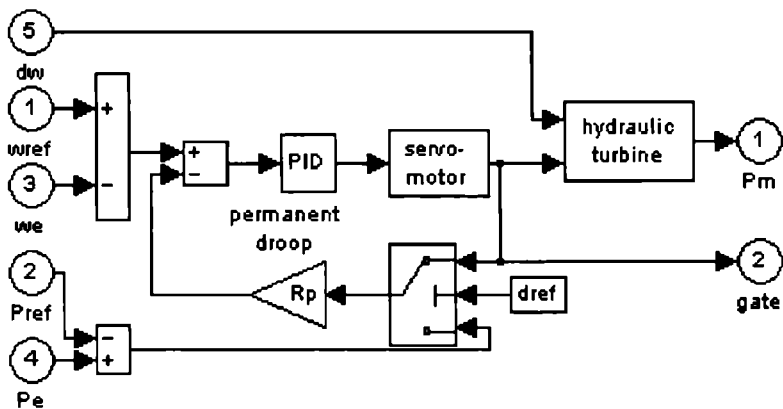 5
dw
1
wref
3
we
2
Pref
4
Pe
+
−
+
−
PID
servo-
motor
hydraulic
turbine
1
Pm
permanent
droop
Rp
dref
2
gate
−
+